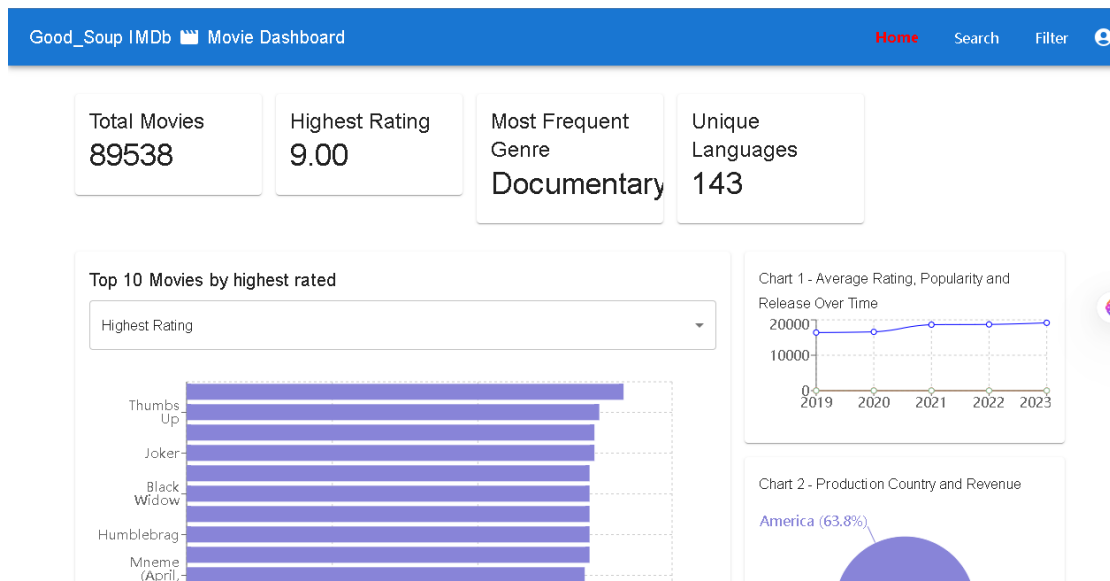 Good_Soup IMDb Movie Dashboard
Home
Search
Filter
Total Movies
89538
Highest Rating
9.00
Most Frequent
Genre
Documentary
Unique
Languages
143
Top 10 Movies by highest rated
Highest Rating
Thumbs
Up
Joker
Black
Widow
Humblebrag
Mneme
(April,
Chart 1 - Average Rating, Popularity and
Release Over Time
20000
10000
0
2019
2020
2021
2022
2023
Chart 2 - Production Country and Revenue
America (63.8%)